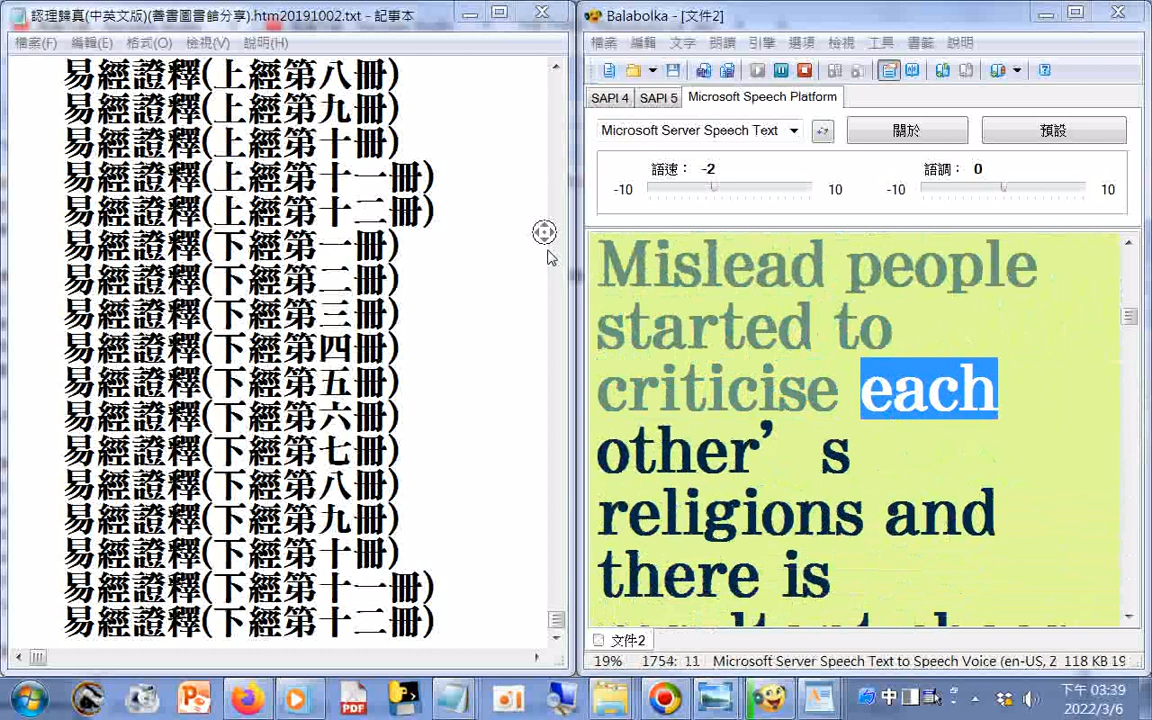 認理歸真(中英文版)(善書圖書館分享).htm20191002.txt - 記事本
檔案(F) 編輯(E) 格式(O) 檢視(V) 說明(H)
易經證釋(上經第八冊)
易經證釋(上經第九冊)
易經證釋(上經第十冊)
易經證釋(上經第十一冊)
易經證釋(上經第十二冊)
易經證釋(下經第一冊)
易經證釋(下經第二冊)
易經證釋(下經第三冊)
易經證釋(下經第四冊)
易經證釋(下經第五冊)
易經證釋(下經第六冊)
易經證釋(下經第七冊)
易經證釋(下經第八冊)
易經證釋(下經第九冊)
易經證釋(下經第十冊)
易經證釋(下經第十一冊)
易經證釋(下經第十二冊)
Balabolka - [文件2]
檔案 編輯 文字 朗讀 引擎 選項 檢視 工具 書籤 說明
SAPI 4 SAPI 5 Microsoft Speech Platform
Microsoft Server Speech Text 關於 預設
語速： -2 語調： 0
-10 10 -10 10
Mislead people
started to
criticise each
other’s
religions and
there is
文件2
19% 1754: 11 Microsoft Server Speech Text to Speech Voice (en-US, Z 118 KB 19
中 下午 03:39
2022/3/6